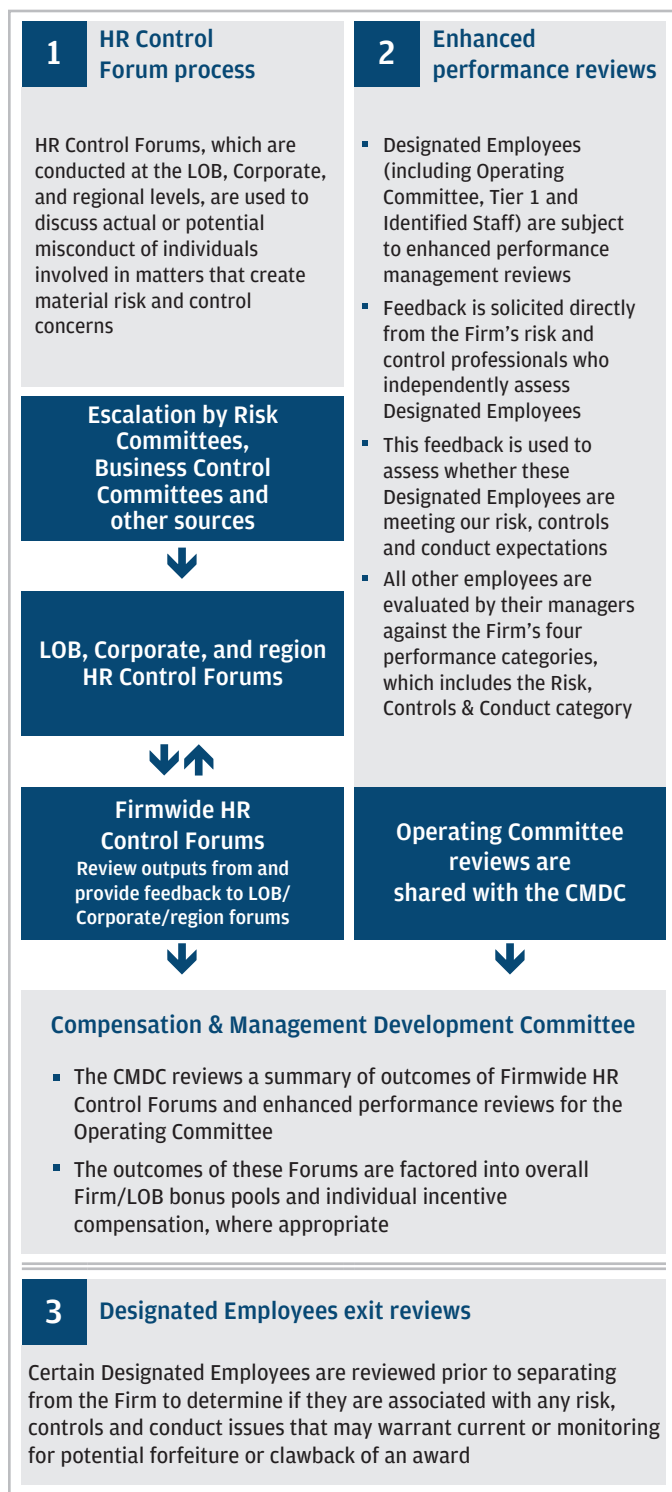 1
HR Control
Forum process
HR Control Forums, which are
conducted at the LOB, Corporate,
and regional levels, are used to
discuss actual or potential
misconduct of individuals
involved in matters that create
material risk and control
concerns
Escalation by Risk
Committees,
Business Control
Committees and
other sources
LOB, Corporate, and region
HR Control Forums
Firmwide HR
Control Forums
Review outputs from and
provide feedback to LOB/
Corporate/region forums
2
Enhanced
performance reviews
▪ Designated Employees
(including Operating
Committee, Tier 1 and
Identified Staff) are subject
to enhanced performance
management reviews
▪ Feedback is solicited directly
from the Firm's risk and
control professionals who
independently assess
Designated Employees
▪ This feedback is used to
assess whether these
Designated Employees are
meeting our risk, controls
and conduct expectations
▪ All other employees are
evaluated by their managers
against the Firm's four
performance categories,
which includes the Risk,
Controls & Conduct category
Operating Committee
reviews are
shared with the CMDC
Compensation & Management Development Committee
▪ The CMDC reviews a summary of outcomes of Firmwide HR
Control Forums and enhanced performance reviews for the
Operating Committee
▪ The outcomes of these Forums are factored into overall
Firm/LOB bonus pools and individual incentive
compensation, where appropriate
3
Designated Employees exit reviews
Certain Designated Employees are reviewed prior to separating
from the Firm to determine if they are associated with any risk,
controls and conduct issues that may warrant current or monitoring
for potential forfeiture or clawback of an award